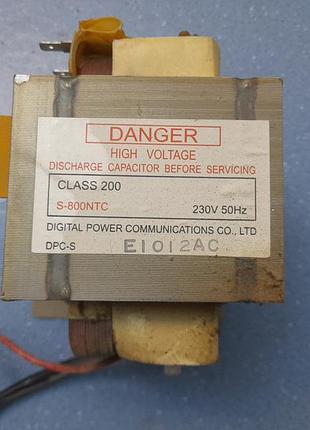 DANGER
HIGH VOLTAGE
DISCHARGE CAPACITOR BEFORE SERVICING
CLASS 200
S-800NTC 230V 50Hz
DIGITAL POWER COMMUNICATIONS CO., LTD
DPC-S E1012AC